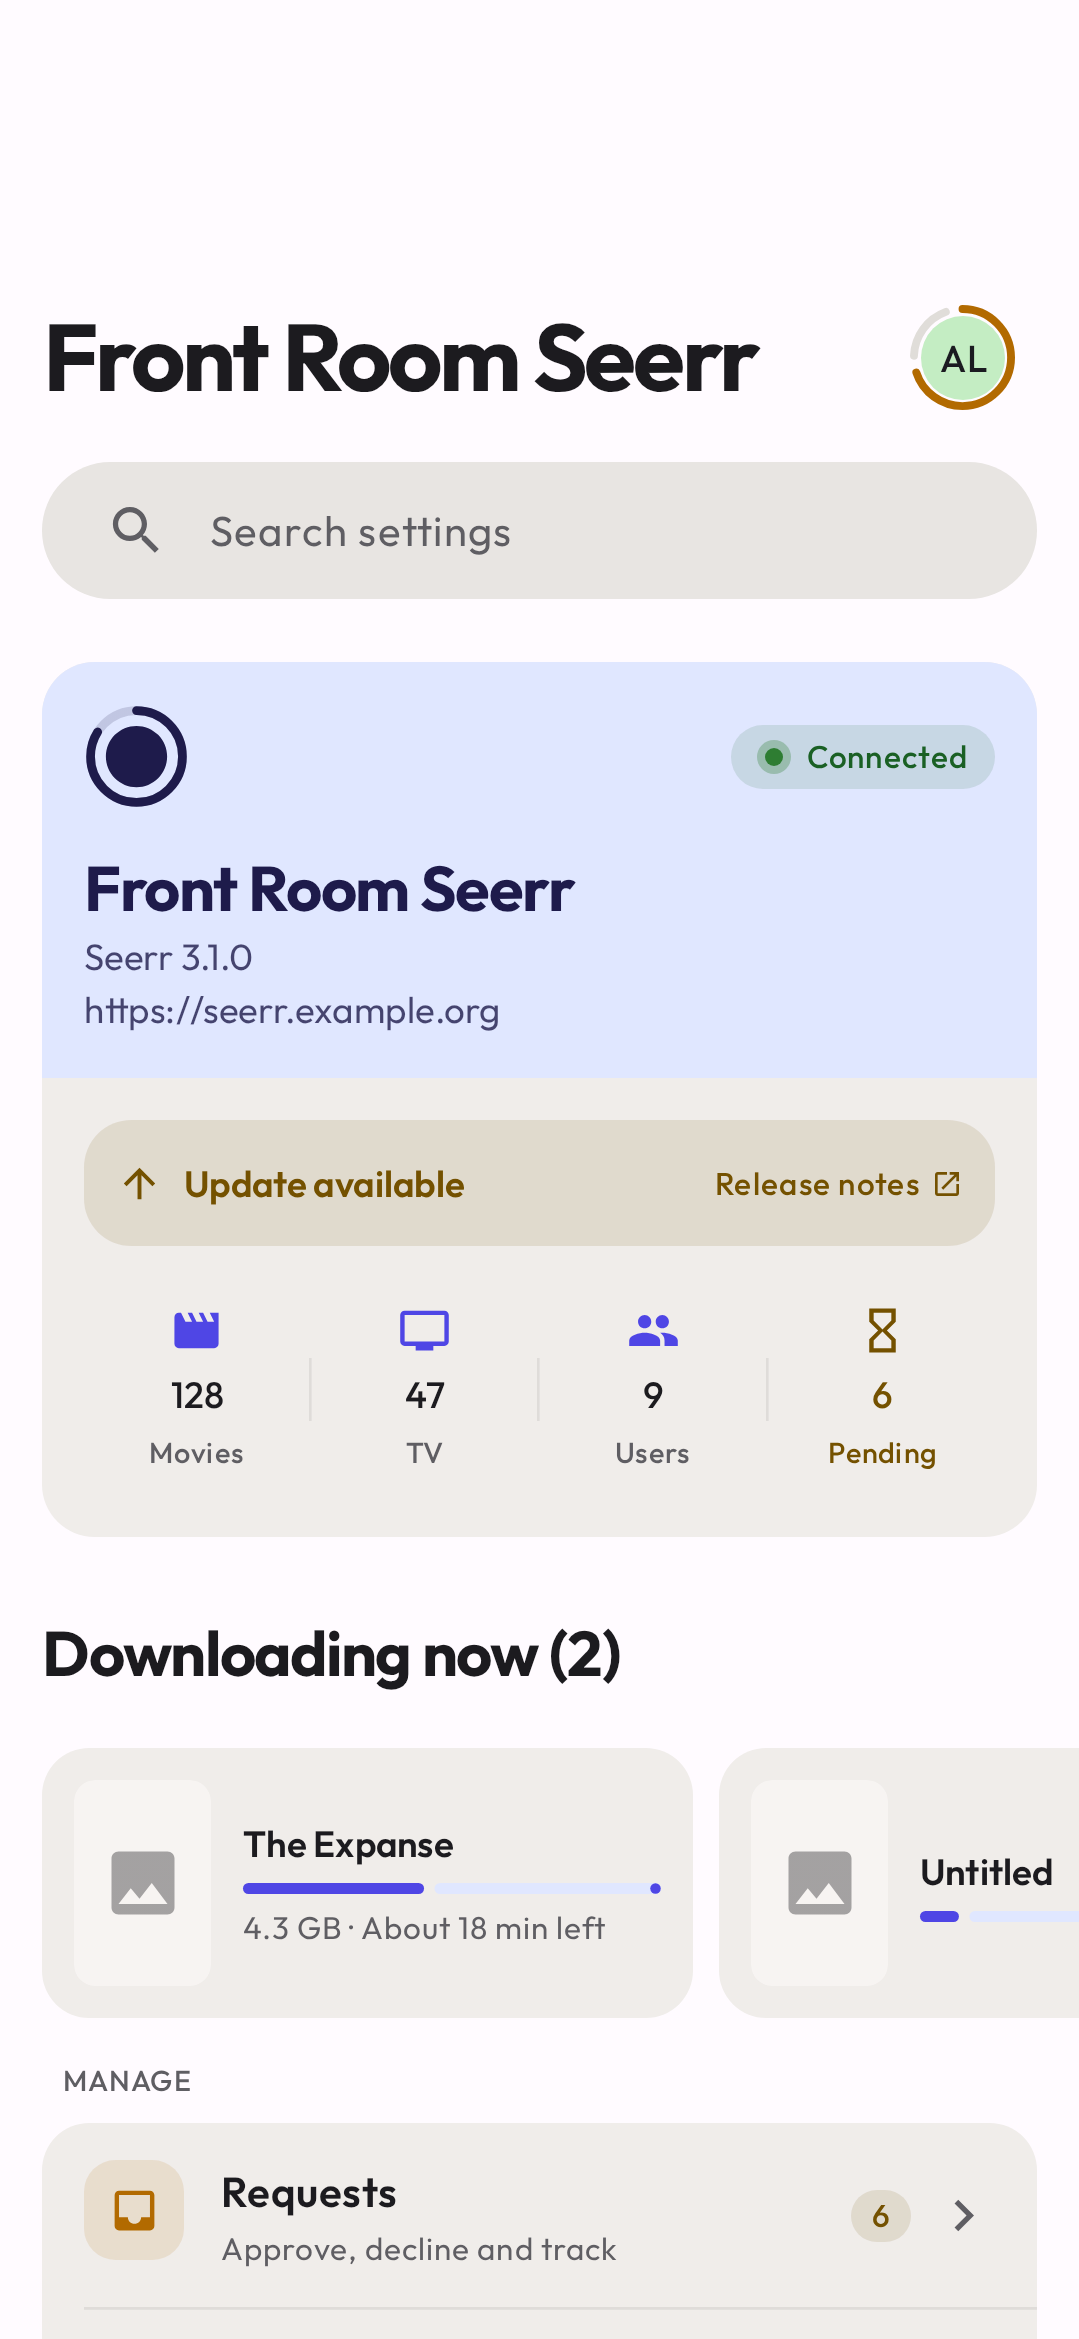 Front Room Seerr
AL
Search settings
Connected
Front Room Seerr
Seerr 3.1.0
https://seerr.example.org
Update available
Release notes
128
Movies
47
TV
9
Users
6
Pending
Downloading now (2)
The Expanse
4.3 GB · About 18 min left
Untitled
MANAGE
Requests
Approve, decline and track
6